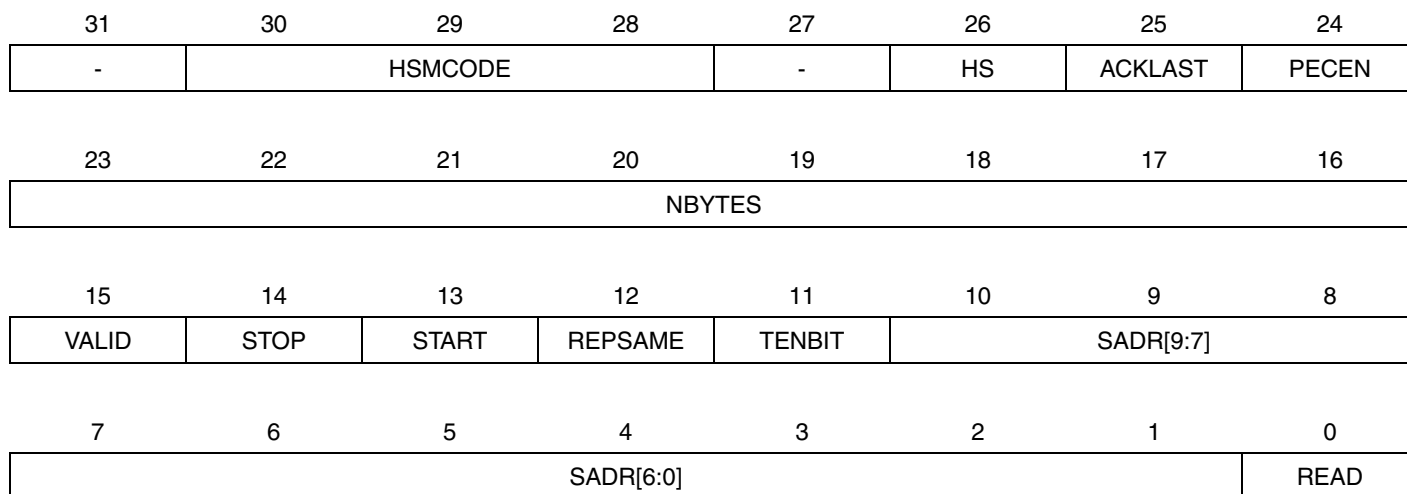 31 30 29 28 27 26 25 24
- HSMCODE - HS ACKLAST PECEN
23 22 21 20 19 18 17 16
NBYTES
15 14 13 12 11 10 9 8
VALID STOP START REPSAME TENBIT SADR[9:7]
7 6 5 4 3 2 1 0
SADR[6:0] READ